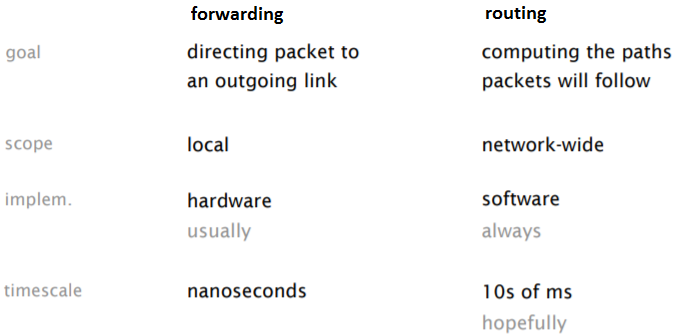 forwarding routing
goal directing packet to computing the paths
an outgoing link packets will follow
scope local network-wide
implem. hardware software
usually always
timescale nanoseconds 10s of ms
hopefully